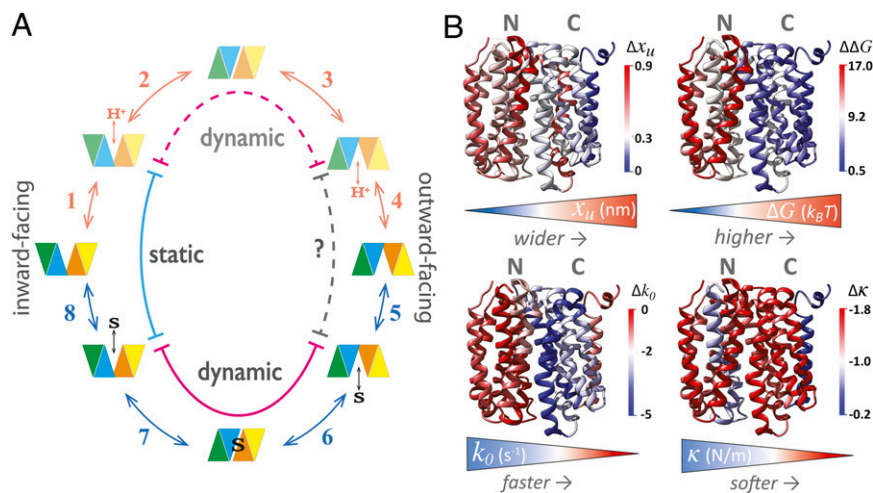 A
2
3
H+
dynamic
H+
1
4
inward-facing
outward-facing
static
?
8
5
S
dynamic
S
7
6
S
B
N C
Δxu
0.9
0.3
0
xu (nm)
wider →
N C
ΔΔG
17.0
9.2
0.5
ΔG (kBT)
higher →
N C
Δk0
0
-2
-5
k0 (s-1)
faster →
N C
Δκ
-1.8
-1.0
-0.2
κ (N/m)
softer →